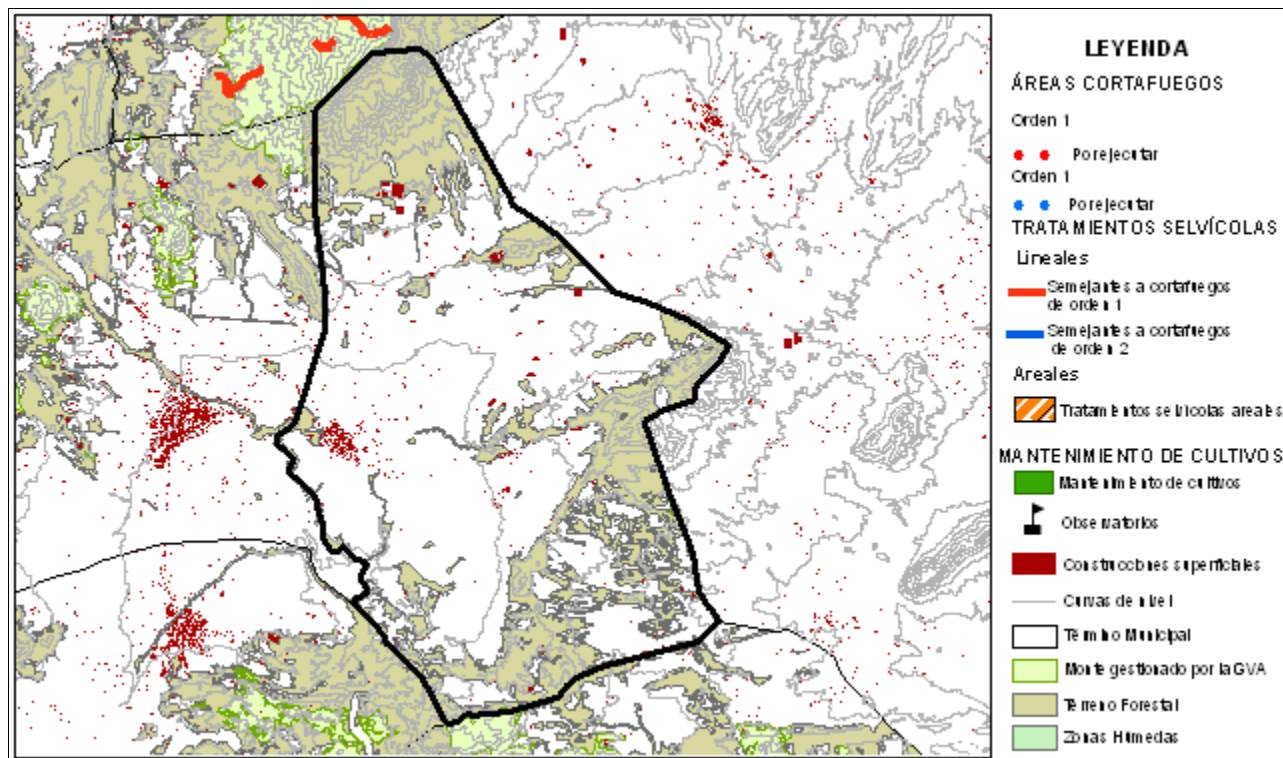 LEYENDA
ÁREAS CORTAFUEGOS
Orden 1
Por ejecutar
Orden 1
Por ejecutar
TRATAMIENTOS SELVÍCOLAS
Lineales
Semejantes a cortafuegos
de orden 1
Semejantes a cortafuegos
de orden 2
Areales
Tratamientos selvícolas areales
MANTENIMIENTO DE CULTIVOS
Mantenimiento de cultivos
Observatorios
Construcciones superficiales
Curvas de nivel
Término Municipal
Monte gestionado por la GVA
Terreno Forestal
Zonas Húmedas